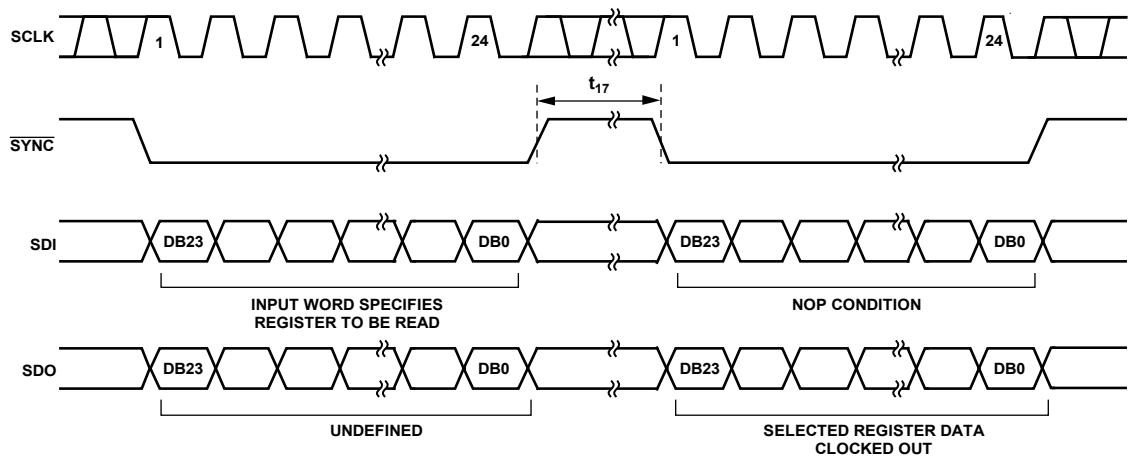 SCLK
1
24
1
24
t17
SYNC
SDI
DB23
DB0
DB23
DB0
INPUT WORD SPECIFIES
REGISTER TO BE READ
NOP CONDITION
SDO
DB23
DB0
DB23
DB0
UNDEFINED
SELECTED REGISTER DATA
CLOCKED OUT